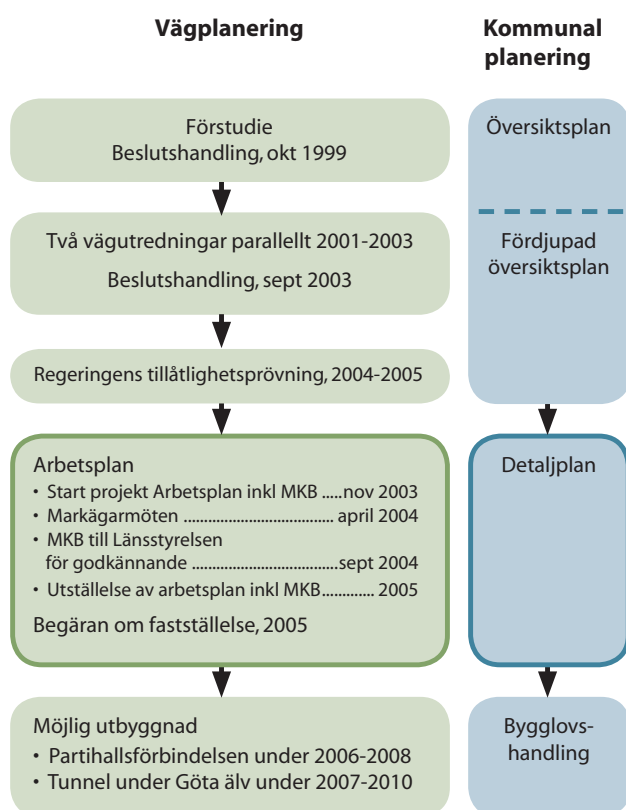 Vägplanering
Förstudie
Beslutshandling, okt 1999
Två vägutredningar parallellt 2001-2003
Beslutshandling, sept 2003
Regeringens tillåtlighetsprövning, 2004-2005
Arbetsplan
• Start projekt Arbetsplan inkl MKB .....nov 2003
• Markägarmöten ..................................... april 2004
• MKB till Länsstyrelsen
för godkännande .....................................sept 2004
• Utställelse av arbetsplan inkl MKB............. 2005
Begäran om fastställelse, 2005
Möjlig utbyggnad
• Partihallsförbindelsen under 2006-2008
• Tunnel under Göta älv under 2007-2010
Kommunal
planering
Översiktsplan
Fördjupad
översiktsplan
Detaljplan
Bygglovs-
handling